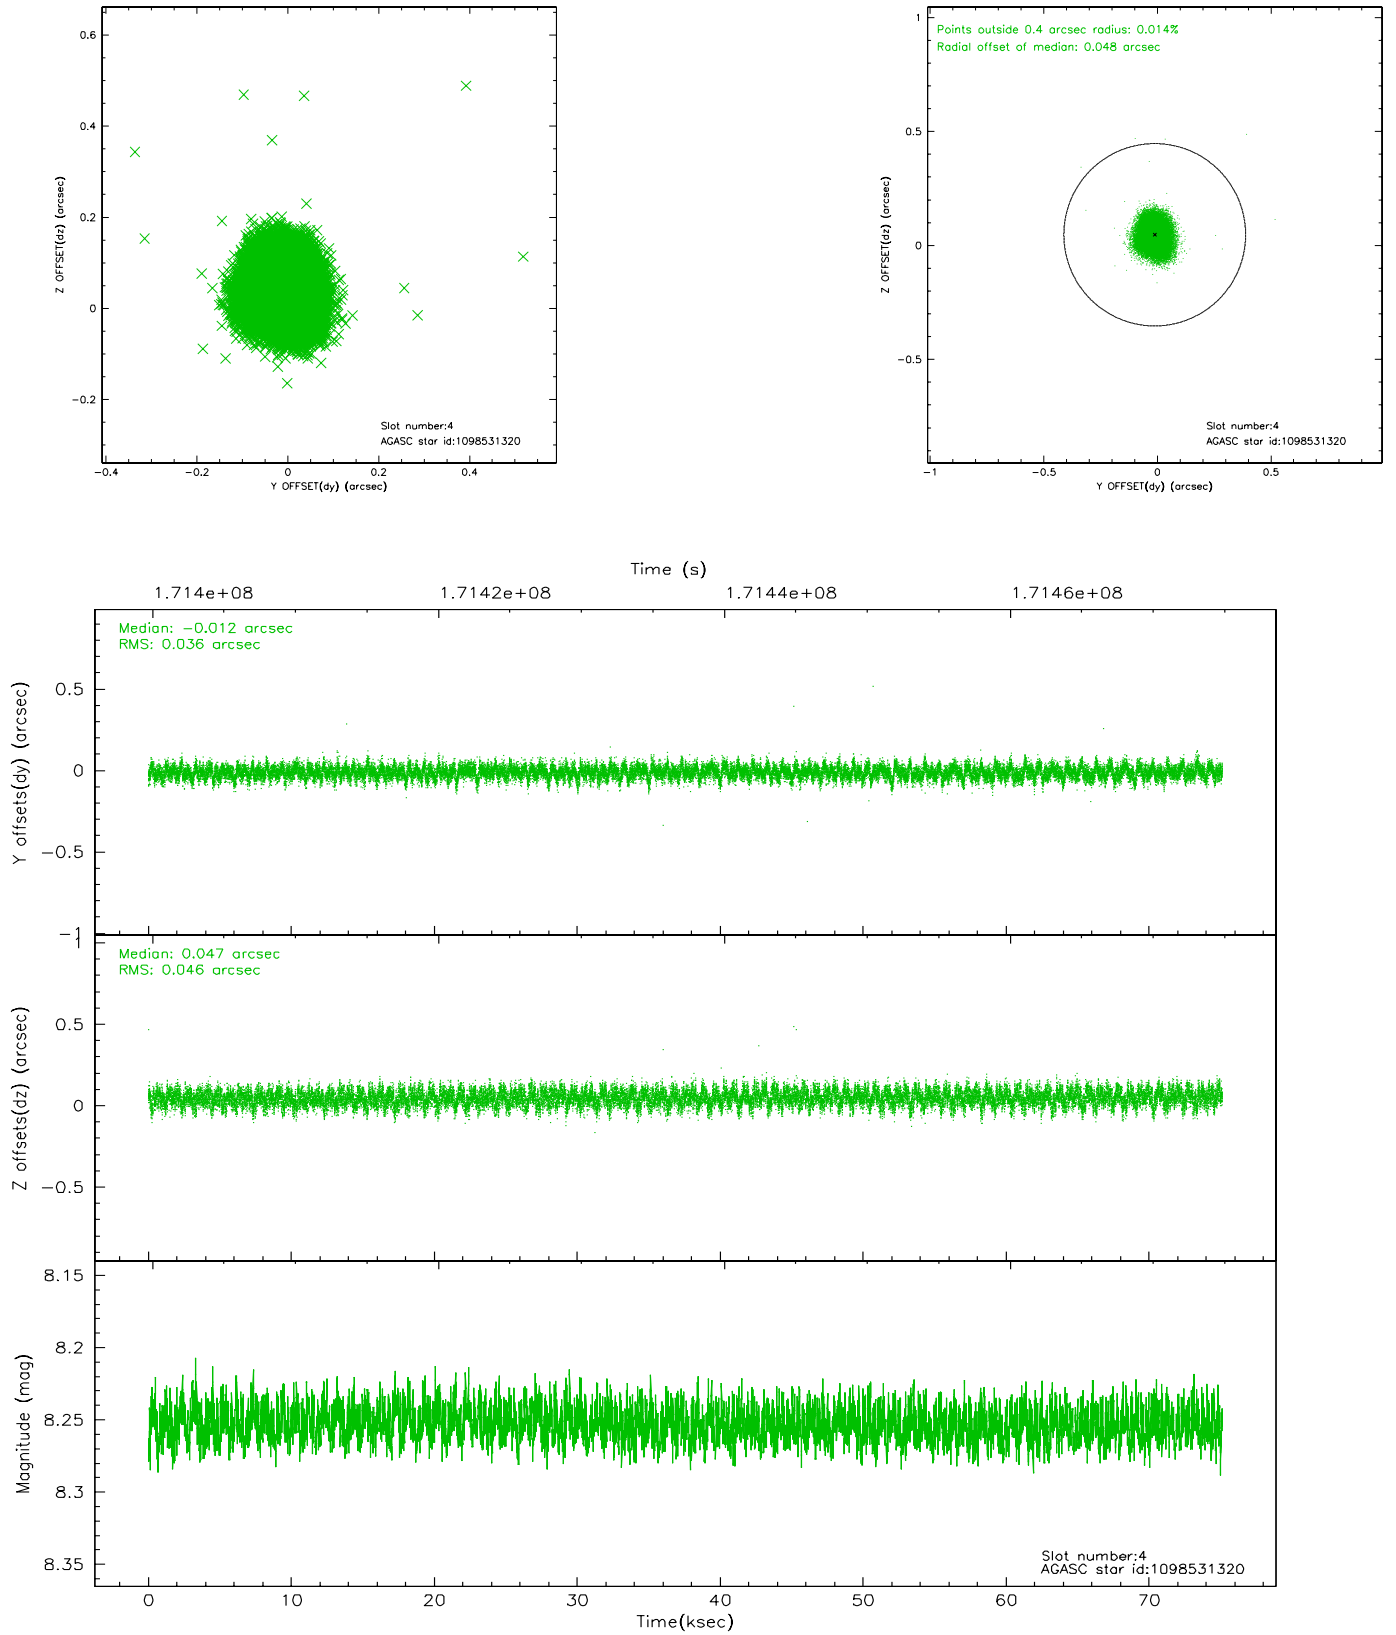 0.6
0.4
0.2
0
−0.2
Z OFFSET(dz) (arcsec)
Slot number:4
AGASC star id:1098531320
−0.4 −0.2 0 0.2 0.4
Y OFFSET(dy) (arcsec)
Points outside 0.4 arcsec radius: 0.014%
Radial offset of median: 0.048 arcsec
1
0.5
0
−0.5
Z OFFSET(dz) (arcsec)
Slot number:4
AGASC star id:1098531320
−1 −0.5 0 0.5
Y OFFSET(dy) (arcsec)
Time (s)
1.714e+08 1.7142e+08 1.7144e+08 1.7146e+08
Median: −0.012 arcsec
RMS: 0.036 arcsec
0.5
0
−0.5
−1
Y offsets(dy) (arcsec)
Median: 0.047 arcsec
RMS: 0.046 arcsec
1
0.5
0
−0.5
Z offsets(dz) (arcsec)
8.15
8.2
8.25
8.3
8.35
Magnitude (mag)
Slot number:4
AGASC star id:1098531320
0 10 20 30 40 50 60 70
Time(ksec)